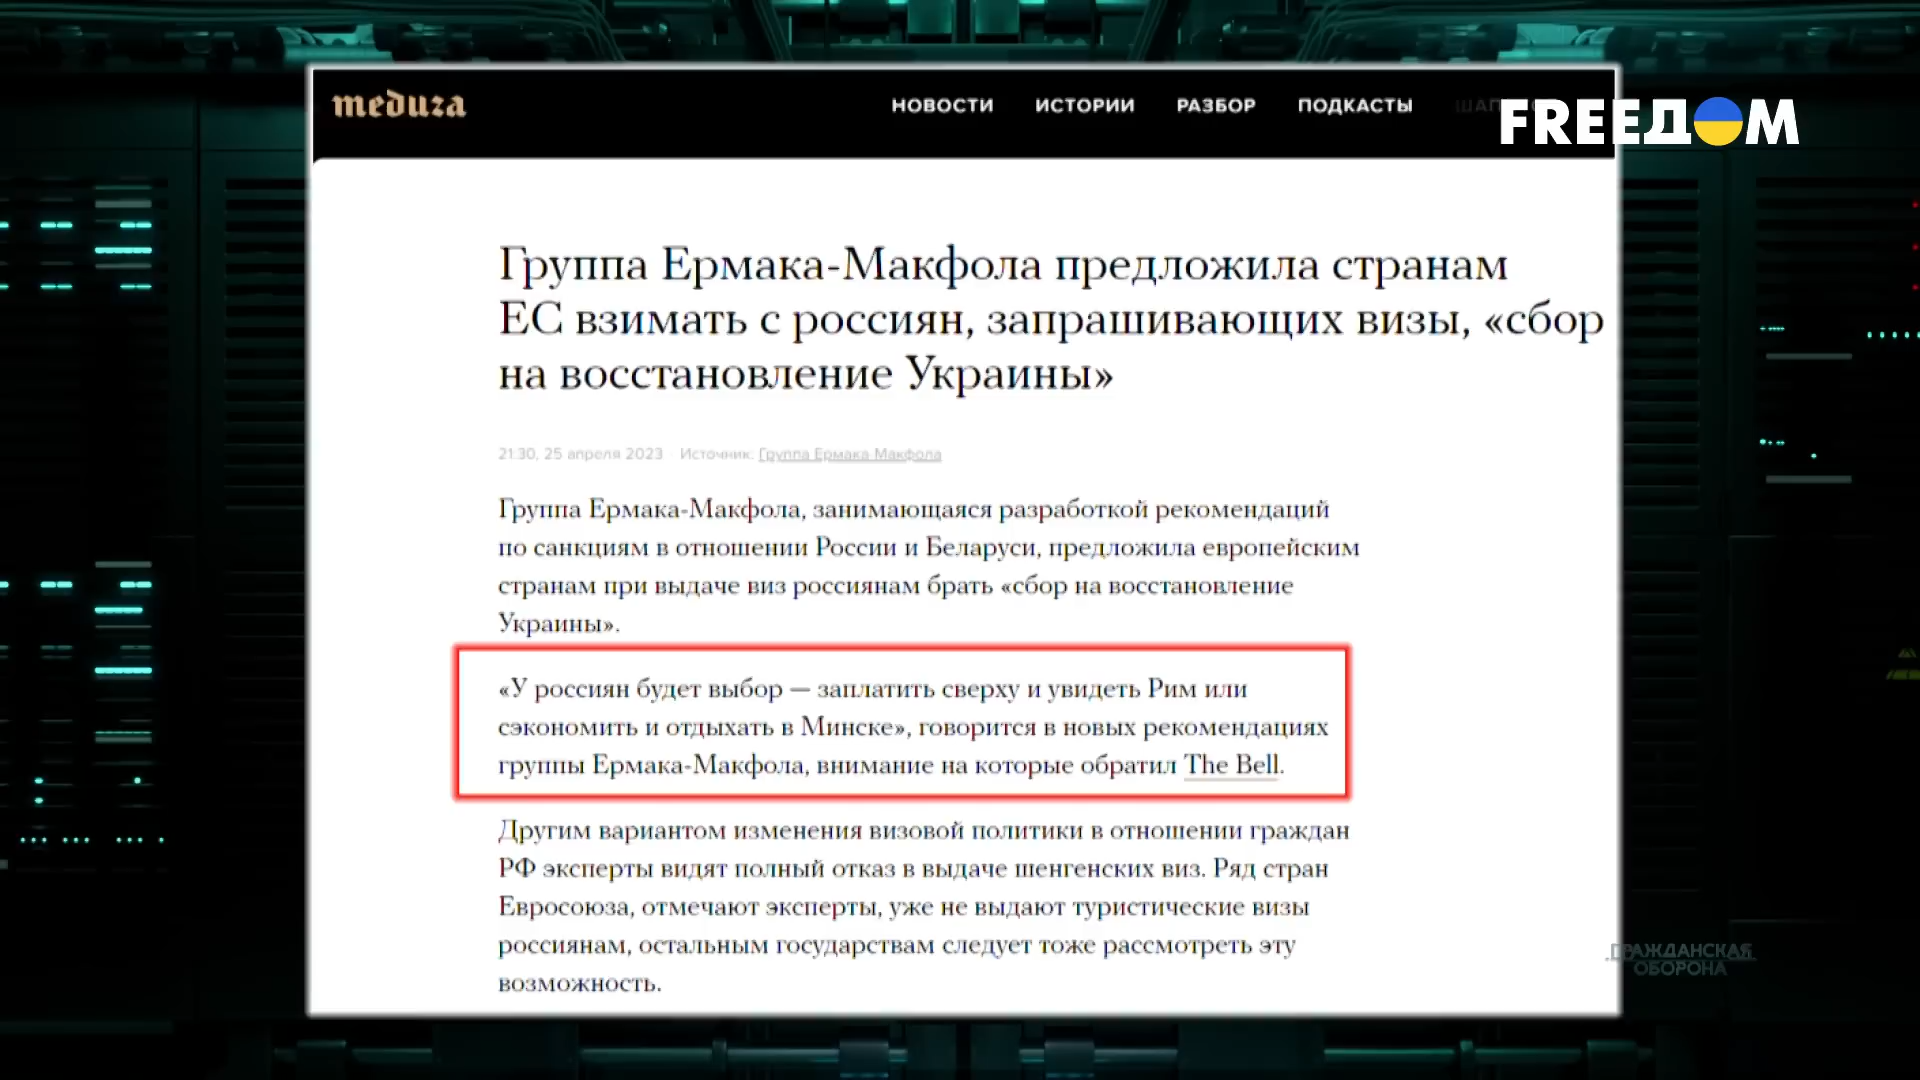 meduza
НОВОСТИ ИСТОРИИ РАЗБОР ПОДКАСТЫ
FREEДОМ
Группа Ермака-Макфола предложила странам
ЕС взимать с россиян, запрашивающих визы, «сбор
на восстановление Украины»
21:30, 25 апреля 2023 Источник: Группа Ермака Макфола
Группа Ермака-Макфола, занимающаяся разработкой рекомендаций
по санкциям в отношении России и Беларуси, предложила европейским
странам при выдаче виз россиянам брать «сбор на восстановление
Украины».
«У россиян будет выбор — заплатить сверху и увидеть Рим или
сэкономить и отдыхать в Минске», говорится в новых рекомендациях
группы Ермака-Макфола, внимание на которые обратил The Bell.
Другим вариантом изменения визовой политики в отношении граждан
РФ эксперты видят полный отказ в выдаче шенгенских виз. Ряд стран
Евросоюза, отмечают эксперты, уже не выдают туристические визы
россиянам, остальным государствам следует тоже рассмотреть эту
возможность.
ГРАЖДАНСКАЯ
ОБОРОНА